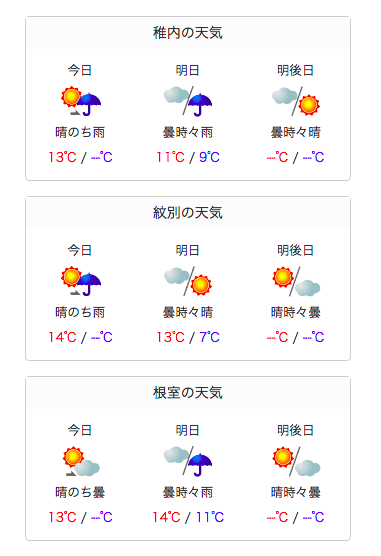 稚内の天気
今日 明日 明後日
晴のち雨 曇時々雨 曇時々晴
13℃ / ---℃ 11℃ / 9℃ ---℃ / ---℃
紋別の天気
今日 明日 明後日
晴のち雨 曇時々晴 晴時々曇
14℃ / ---℃ 13℃ / 7℃ ---℃ / ---℃
根室の天気
今日 明日 明後日
晴のち曇 曇時々雨 晴時々曇
13℃ / ---℃ 14℃ / 11℃ ---℃ / ---℃